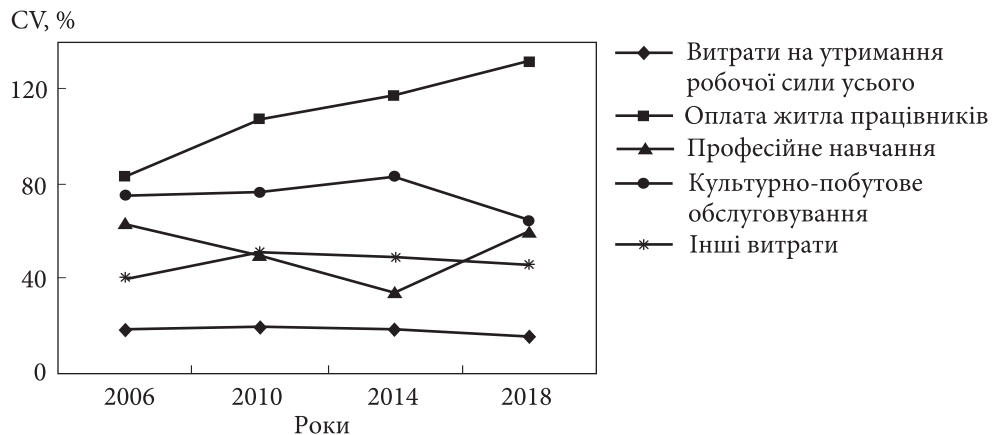 CV, %
120
80
40
0
2006 2010 2014 2018
Роки
Витрати на утримання
робочої сили усього
Оплата житла працівників
Професійне навчання
Культурно-побутове
обслуговування
Інші витрати